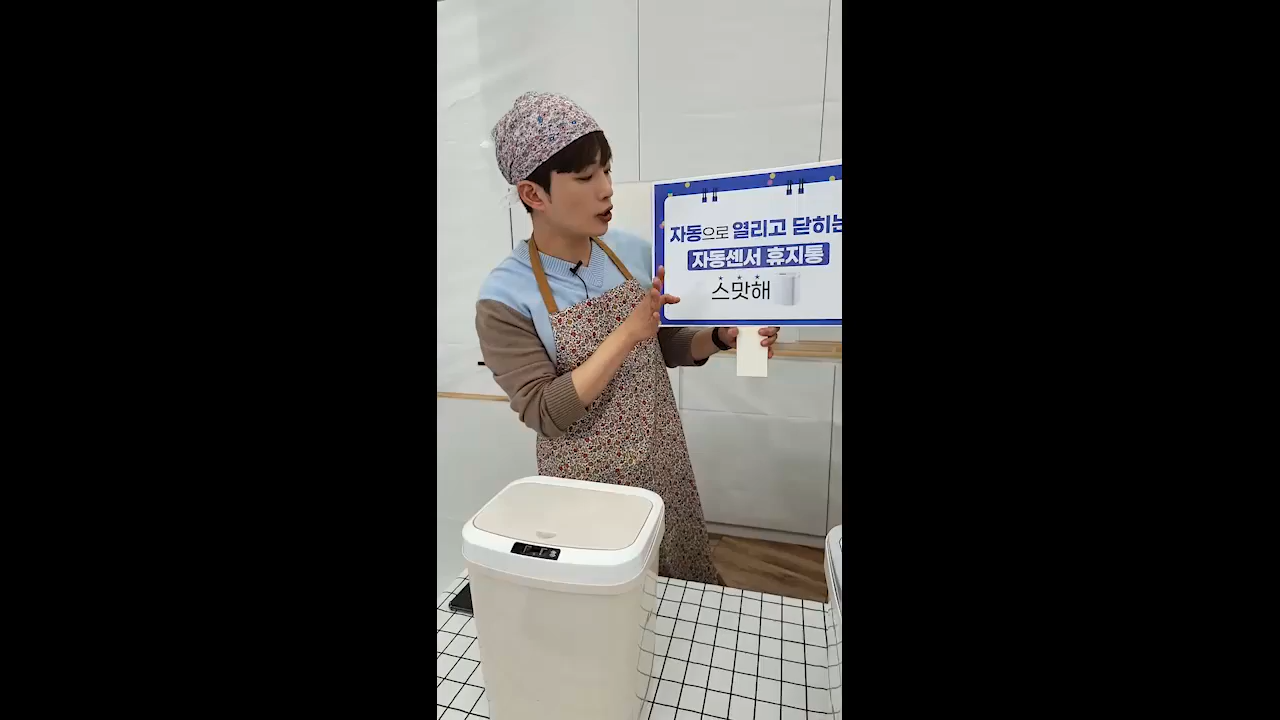 자동으로 열리고 닫히는
자동센서 휴지통
스맛해